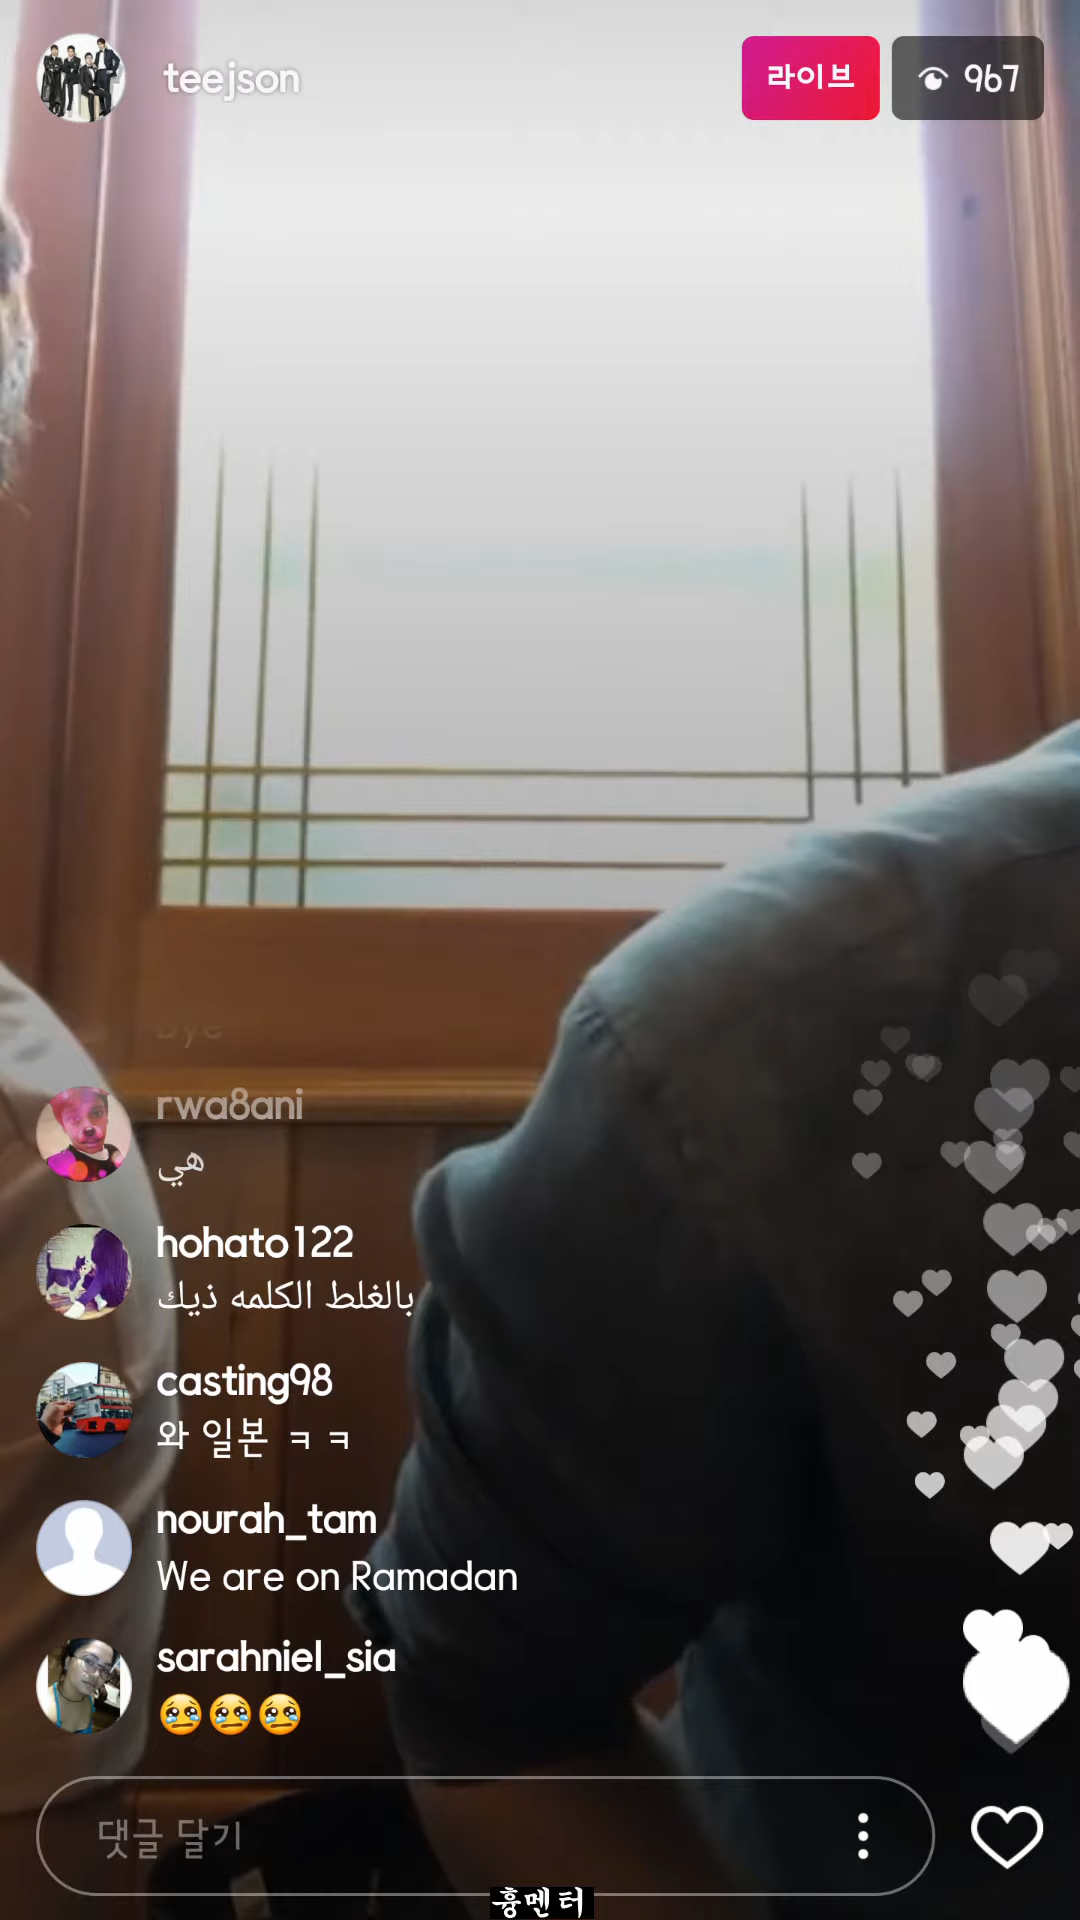 teejson
라이브
967
Bye
rwa8ani
هي
hohato122
بالغلط الكلمه ذيك
casting98
와 일본 ㅋㅋ
nourah_tam
We are on Ramadan
sarahniel_sia
😢😢😢
댓글 달기
흥멘터